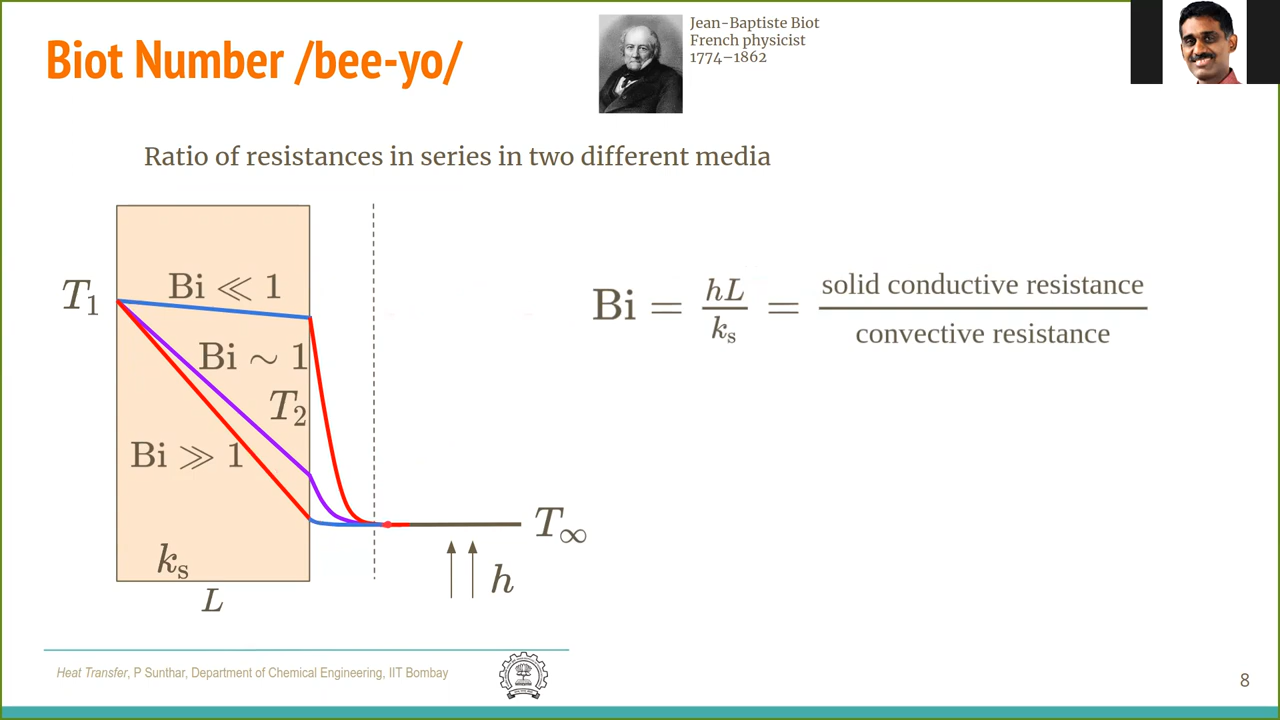 Biot Number /bee-yo/
Jean-Baptiste Biot
French physicist
1774–1862
Ratio of resistances in series in two different media
T₁
Bi ≪ 1
Bi ∼ 1
T₂
Bi ≫ 1
kₛ
L
T∞
h
Bi = hL/kₛ = solid conductive resistance / convective resistance
Heat Transfer, P Sunthar, Department of Chemical Engineering, IIT Bombay
8